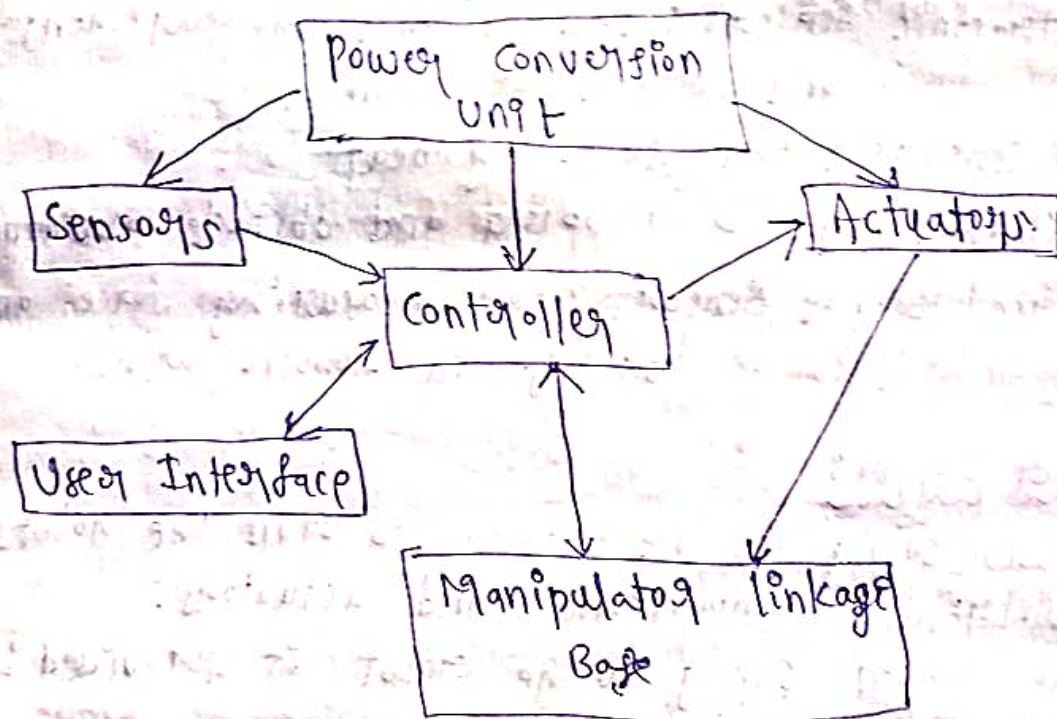 Power Conversion
Unit
Sensors
Actuators
Controller
User Interface
Manipulator linkage
Base